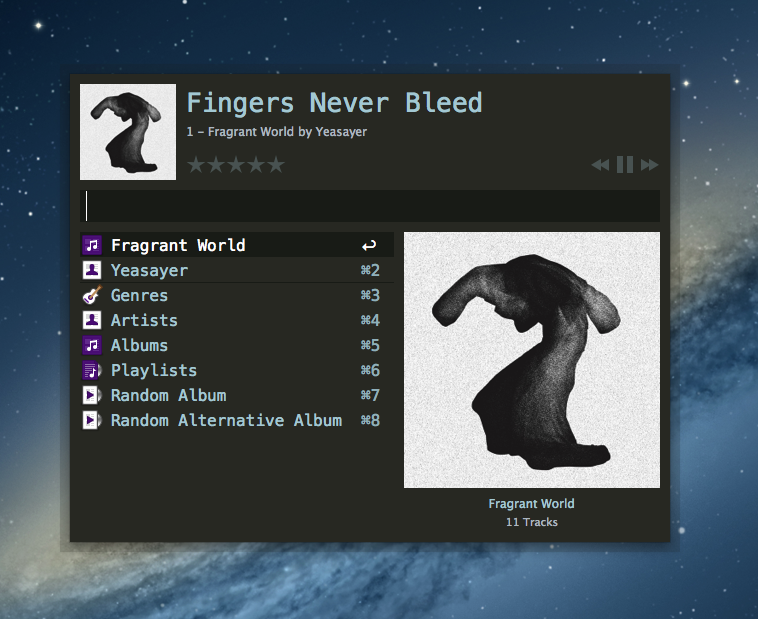 Fingers Never Bleed
1 – Fragrant World by Yeasayer
Fragrant World
Yeasayer ⌘2
Genres ⌘3
Artists ⌘4
Albums ⌘5
Playlists ⌘6
Random Album ⌘7
Random Alternative Album ⌘8
Fragrant World
11 Tracks